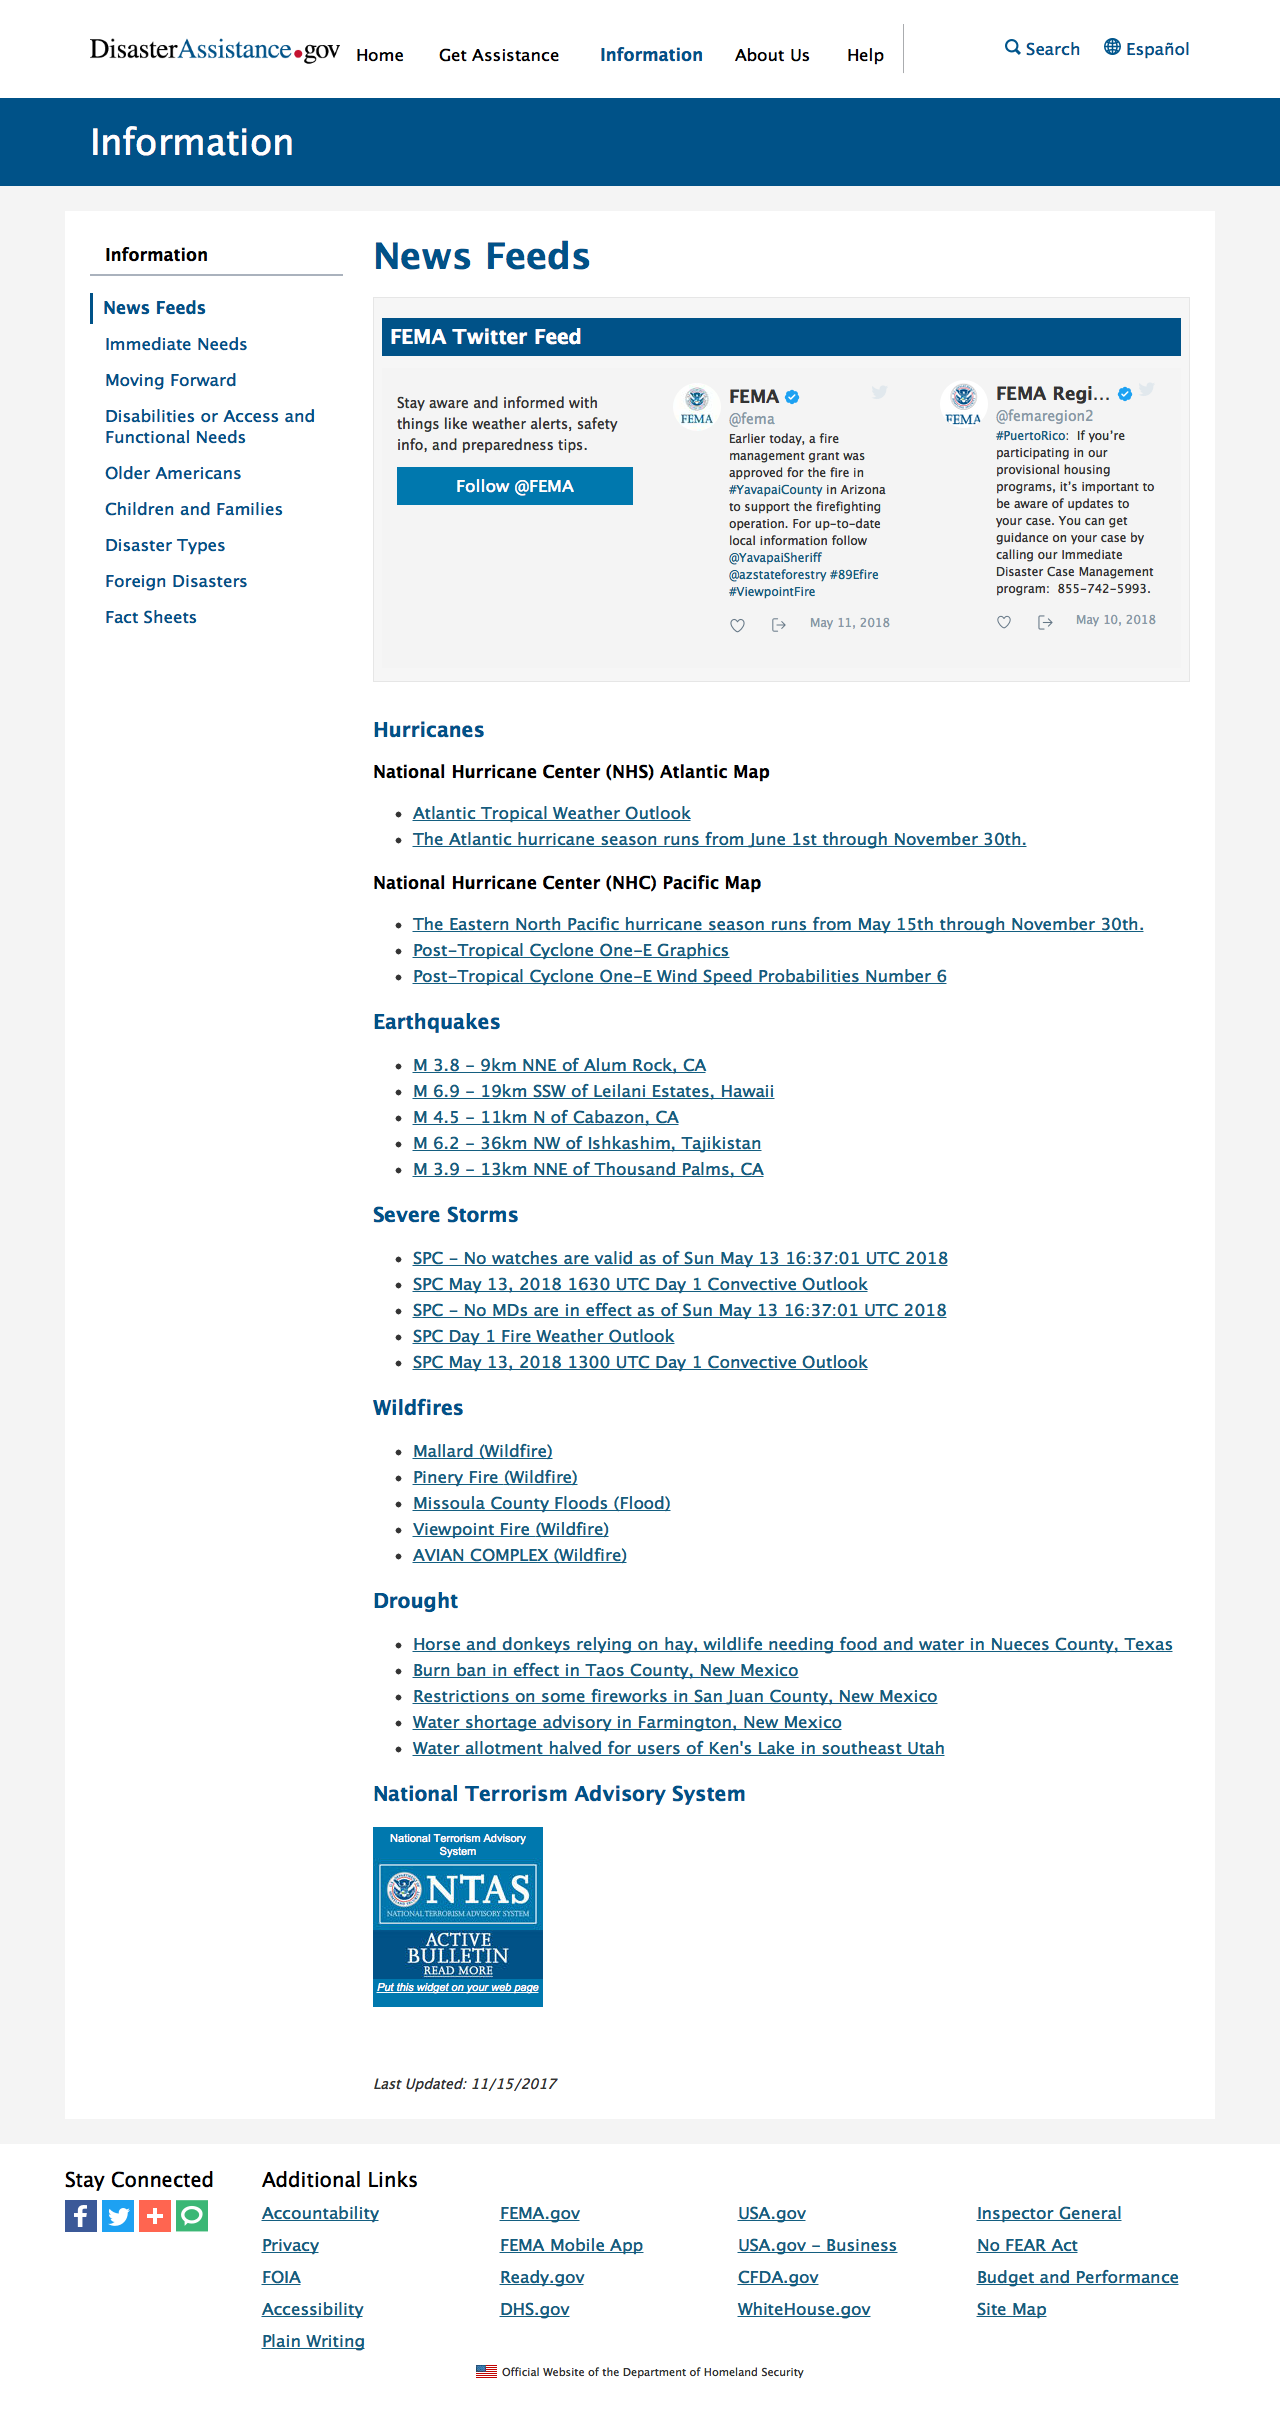 DisasterAssistance.gov
Home Get Assistance Information About Us Help
Search Español
Information
Information
News Feeds
Immediate Needs
Moving Forward
Disabilities or Access and
Functional Needs
Older Americans
Children and Families
Disaster Types
Foreign Disasters
Fact Sheets
News Feeds
FEMA Twitter Feed
Stay aware and informed with
things like weather alerts, safety
info, and preparedness tips.
Follow @FEMA
FEMA
FEMA
@fema
Earlier today, a fire
management grant was
approved for the fire in
#YavapaiCounty in Arizona
to support the firefighting
operation. For up-to-date
local information follow
@YavapaiSheriff
@azstateforestry #89Efire
#ViewpointFire
May 11, 2018
FEMA
FEMA Regi...
@femaregion2
#PuertoRico: If you're
participating in our
provisional housing
programs, it's important to
be aware of updates to
your case. You can get
guidance on your case by
calling our Immediate
Disaster Case Management
program: 855-742-5993.
May 10, 2018
Hurricanes
National Hurricane Center (NHS) Atlantic Map
• Atlantic Tropical Weather Outlook
• The Atlantic hurricane season runs from June 1st through November 30th.
National Hurricane Center (NHC) Pacific Map
• The Eastern North Pacific hurricane season runs from May 15th through November 30th.
• Post-Tropical Cyclone One-E Graphics
• Post-Tropical Cyclone One-E Wind Speed Probabilities Number 6
Earthquakes
• M 3.8 - 9km NNE of Alum Rock, CA
• M 6.9 - 19km SSW of Leilani Estates, Hawaii
• M 4.5 - 11km N of Cabazon, CA
• M 6.2 - 36km NW of Ishkashim, Tajikistan
• M 3.9 - 13km NNE of Thousand Palms, CA
Severe Storms
• SPC - No watches are valid as of Sun May 13 16:37:01 UTC 2018
• SPC May 13, 2018 1630 UTC Day 1 Convective Outlook
• SPC - No MDs are in effect as of Sun May 13 16:37:01 UTC 2018
• SPC Day 1 Fire Weather Outlook
• SPC May 13, 2018 1300 UTC Day 1 Convective Outlook
Wildfires
• Mallard (Wildfire)
• Pinery Fire (Wildfire)
• Missoula County Floods (Flood)
• Viewpoint Fire (Wildfire)
• AVIAN COMPLEX (Wildfire)
Drought
• Horse and donkeys relying on hay, wildlife needing food and water in Nueces County, Texas
• Burn ban in effect in Taos County, New Mexico
• Restrictions on some fireworks in San Juan County, New Mexico
• Water shortage advisory in Farmington, New Mexico
• Water allotment halved for users of Ken's Lake in southeast Utah
National Terrorism Advisory System
National Terrorism Advisory
System
NTAS
NATIONAL TERRORISM ADVISORY SYSTEM
ACTIVE
BULLETIN
READ MORE
Put this widget on your web page
Last Updated: 11/15/2017
Stay Connected
Additional Links
Accountability FEMA.gov USA.gov Inspector General
Privacy FEMA Mobile App USA.gov - Business No FEAR Act
FOIA Ready.gov CFDA.gov Budget and Performance
Accessibility DHS.gov WhiteHouse.gov Site Map
Plain Writing
Official Website of the Department of Homeland Security